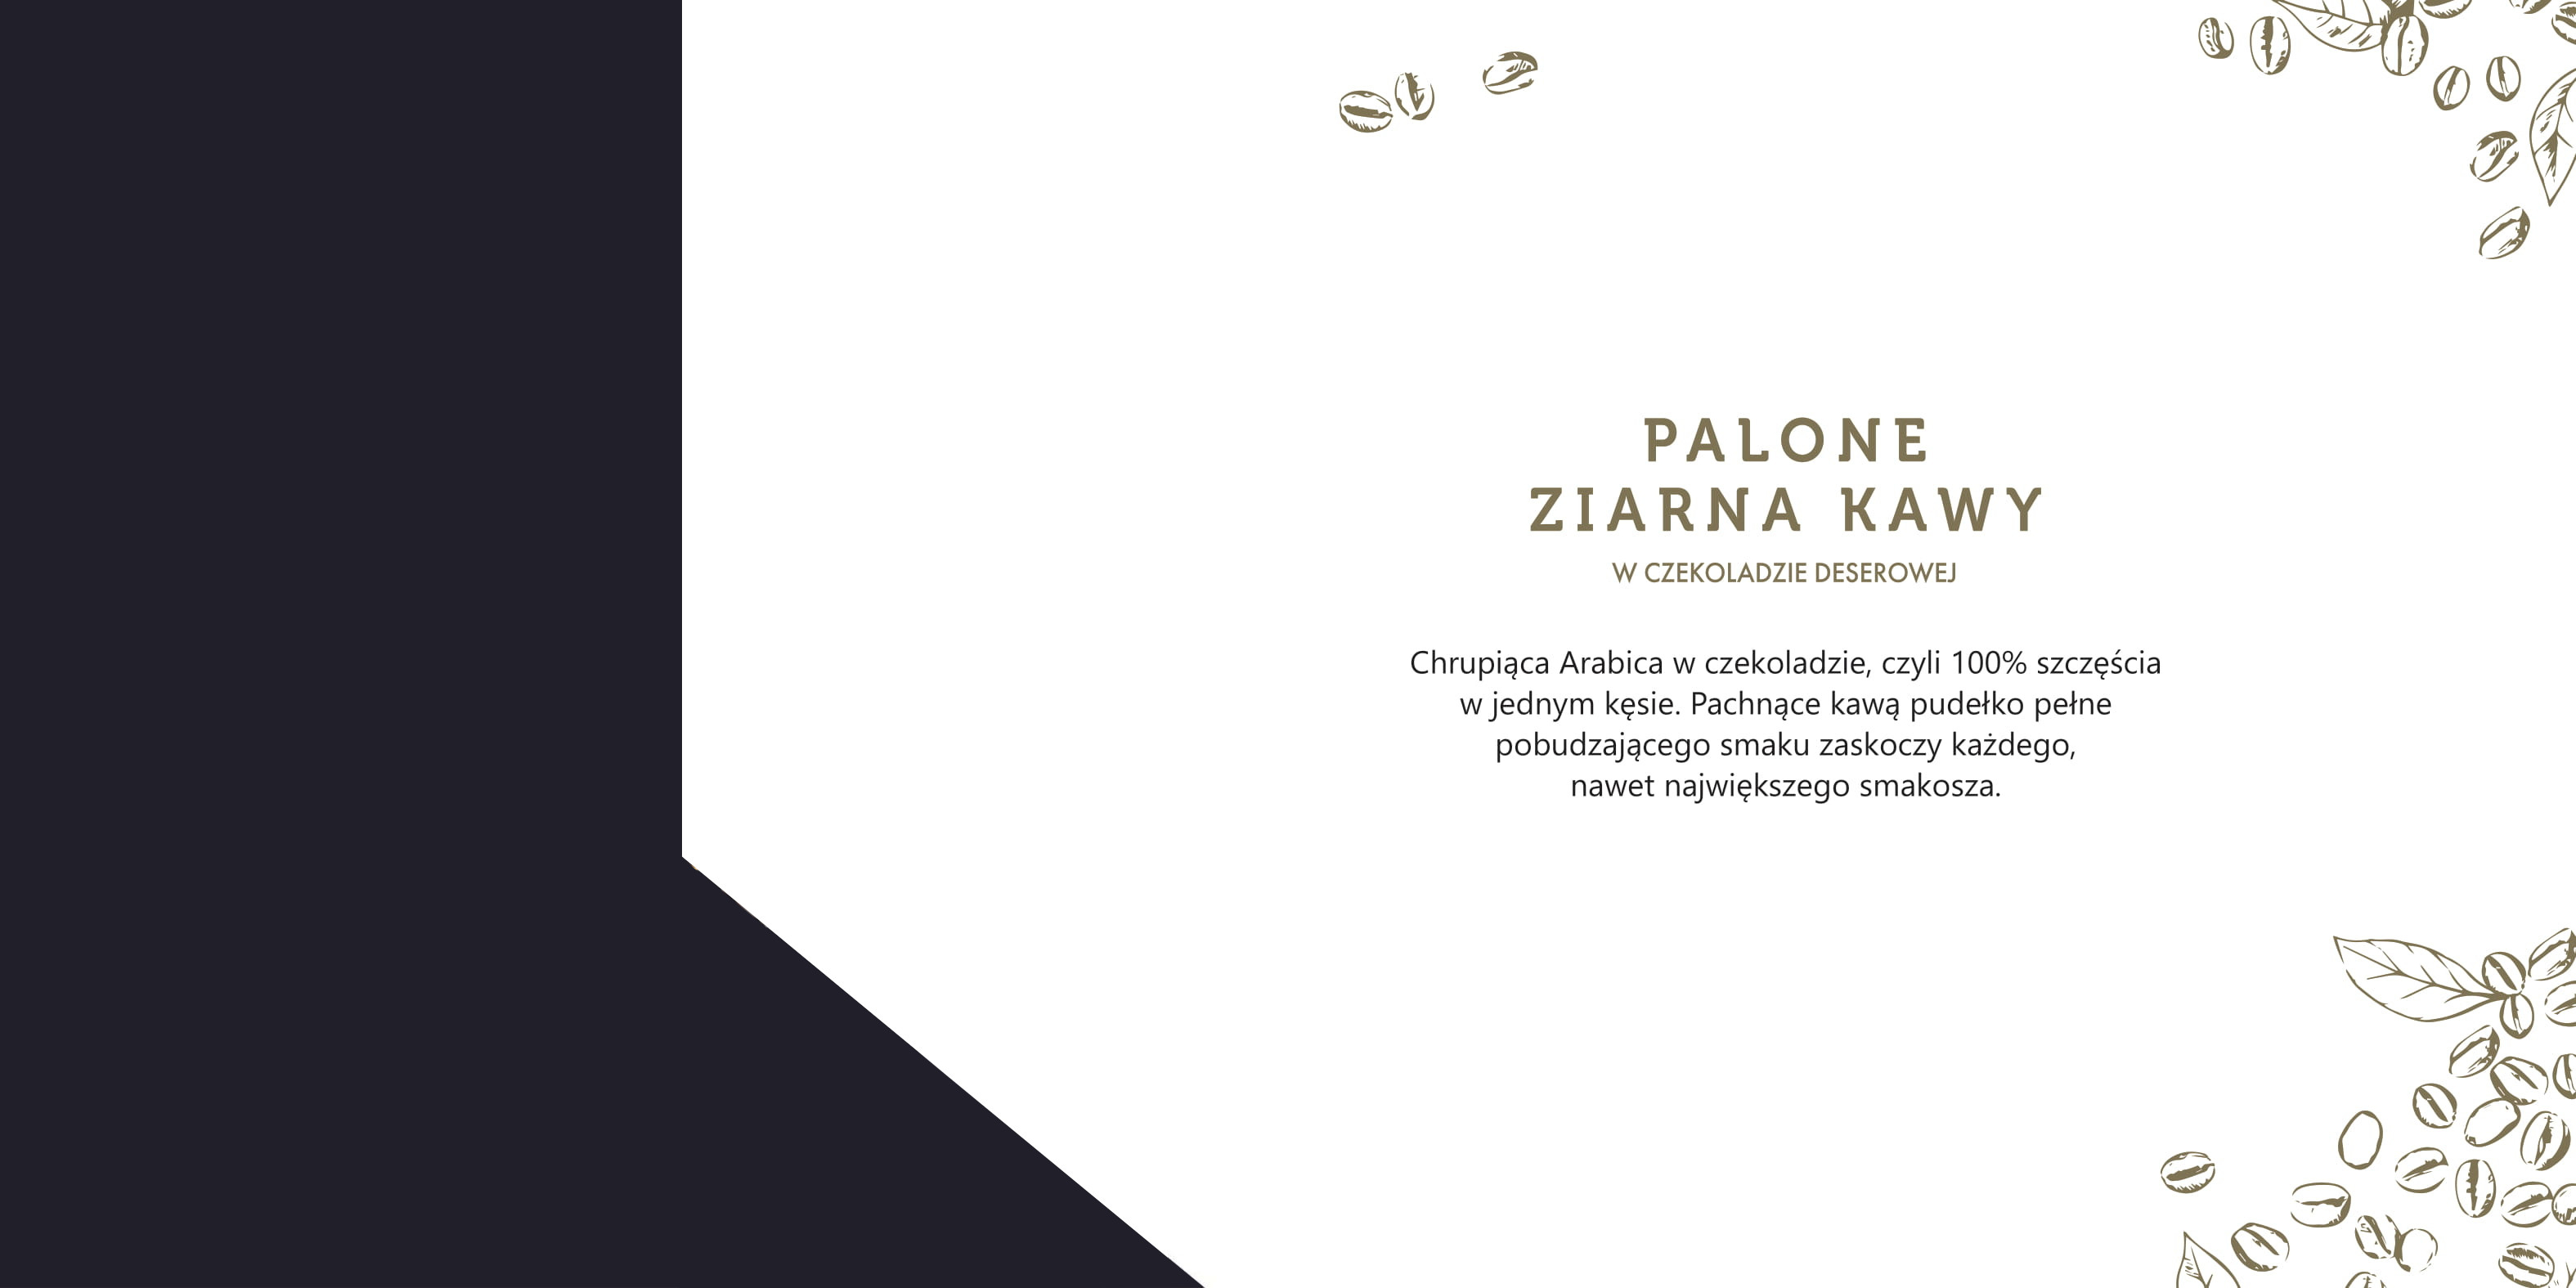 PALONE
ZIARNA KAWY
W CZEKOLADZIE DESEROWEJ
Chrupiąca Arabica w czekoladzie, czyli 100% szczęścia
w jednym kęsie. Pachnące kawą pudełko pełne
pobudzającego smaku zaskoczy każdego,
nawet największego smakosza.